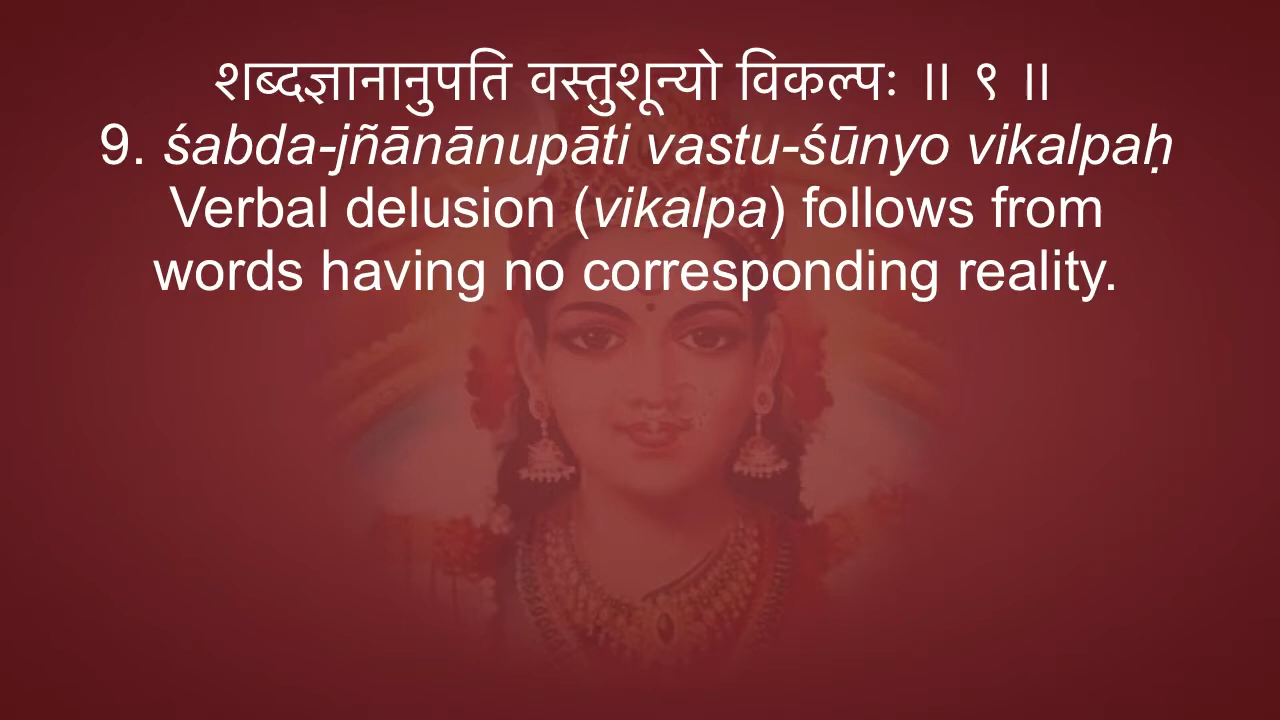 शब्दज्ञानानुपति वस्तुशून्यो विकल्पः ॥ ९ ॥
9. śabda-jñānānupāti vastu-śūnyo vikalpaḥ
Verbal delusion (vikalpa) follows from
words having no corresponding reality.